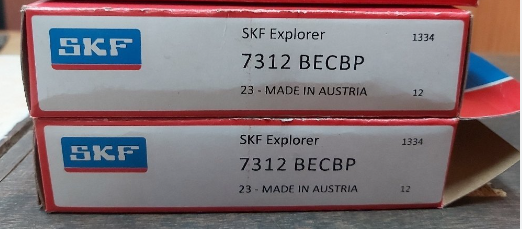 SKF
SKF Explorer 1334
7312 BECBP
23 - MADE IN AUSTRIA 12
SKF
SKF Explorer 1334
7312 BECBP
23 - MADE IN AUSTRIA 12